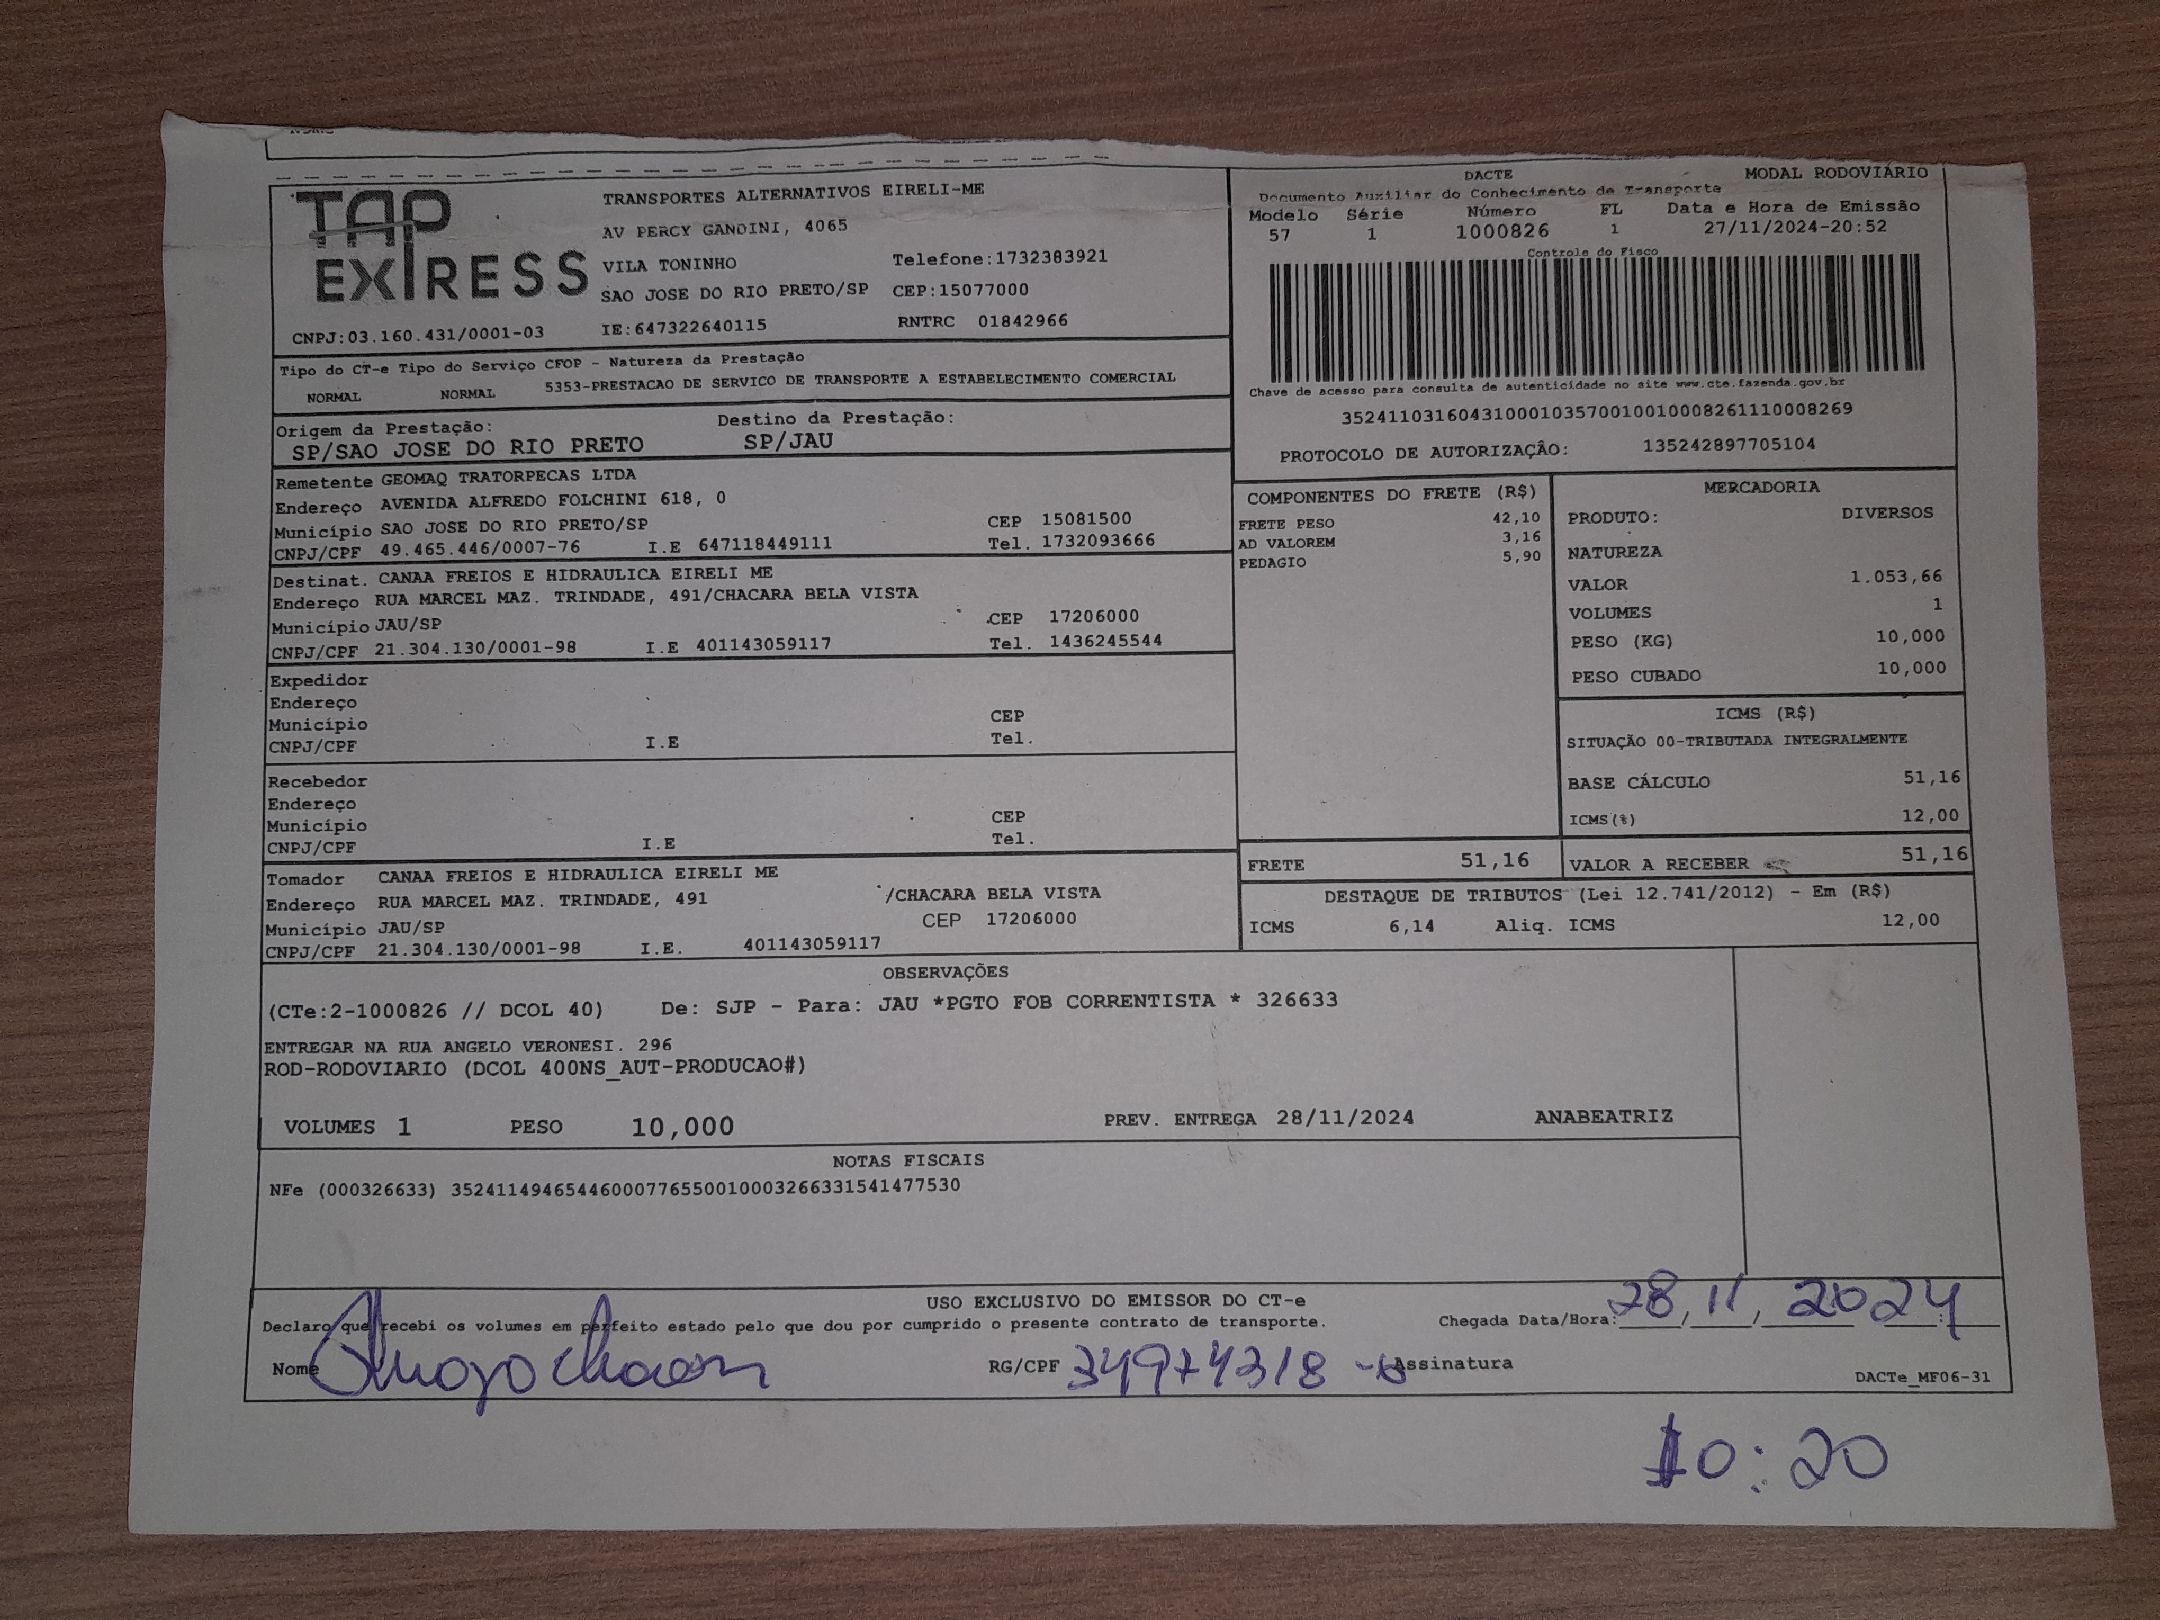 TAP EXPRESS
TRANSPORTES ALTERNATIVOS EIRELI-ME
AV PERCY GANDINI, 4065
VILA TONINHO Telefone:1732383921
SAO JOSE DO RIO PRETO/SP CEP:15077000
CNPJ:03.160.431/0001-03 IE:647322640115 RNTRC 01842966
DACTE MODAL RODOVIÁRIO
Documento Auxiliar do Conhecimento de Transporte
Modelo Série Número FL Data e Hora de Emissão
57 1 1000826 1 27/11/2024-20:52
Controle do Fisco
Chave de acesso para consulta de autenticidade no site www.cte.fazenda.gov.br
35241103160431000103570010010008261110008269
PROTOCOLO DE AUTORIZAÇÂO: 135242897705104
Tipo do CT-e Tipo do Serviço CFOP - Natureza da Prestação
NORMAL NORMAL 5353-PRESTACAO DE SERVICO DE TRANSPORTE A ESTABELECIMENTO COMERCIAL
Origem da Prestação: Destino da Prestação:
SP/SAO JOSE DO RIO PRETO SP/JAU
Remetente GEOMAQ TRATORPECAS LTDA
Endereço AVENIDA ALFREDO FOLCHINI 618, 0
Município SAO JOSE DO RIO PRETO/SP CEP 15081500
CNPJ/CPF 49.465.446/0007-76 I.E 647118449111 Tel. 1732093666
Destinat. CANAA FREIOS E HIDRAULICA EIRELI ME
Endereço RUA MARCEL MAZ. TRINDADE, 491/CHACARA BELA VISTA
Município JAU/SP CEP 17206000
CNPJ/CPF 21.304.130/0001-98 I.E 401143059117 Tel. 1436245544
Expedidor
Endereço
Município CEP
CNPJ/CPF I.E Tel.
Recebedor
Endereço
Município CEP
CNPJ/CPF I.E Tel.
Tomador CANAA FREIOS E HIDRAULICA EIRELI ME
Endereço RUA MARCEL MAZ. TRINDADE, 491 /CHACARA BELA VISTA
Município JAU/SP CEP 17206000
CNPJ/CPF 21.304.130/0001-98 I.E. 401143059117
COMPONENTES DO FRETE (R$)
FRETE PESO 42,10
AD VALOREM 3,16
PEDAGIO 5,90
MERCADORIA
PRODUTO: DIVERSOS
NATUREZA
VALOR 1.053,66
VOLUMES 1
PESO (KG) 10,000
PESO CUBADO 10,000
ICMS (R$)
SITUAÇÃO 00-TRIBUTADA INTEGRALMENTE
BASE CÁLCULO 51,16
ICMS(%) 12,00
FRETE 51,16 VALOR A RECEBER 51,16
DESTAQUE DE TRIBUTOS (Lei 12.741/2012) - Em (R$)
ICMS 6,14 Aliq. ICMS 12,00
OBSERVAÇÕES
(CTe:2-1000826 // DCOL 40) De: SJP - Para: JAU *PGTO FOB CORRENTISTA * 326633
ENTREGAR NA RUA ANGELO VERONESI. 296
ROD-RODOVIARIO (DCOL 400NS_AUT-PRODUCAO#)
VOLUMES 1 PESO 10,000 PREV. ENTREGA 28/11/2024 ANABEATRIZ
NOTAS FISCAIS
NFe (000326633) 35241149465446000776550010003266331541477530
USO EXCLUSIVO DO EMISSOR DO CT-e
Declaro que recebi os volumes em perfeito estado pelo que dou por cumprido o presente contrato de transporte. Chegada Data/Hora: 28/11/2024
Nome RG/CPF 34974318 Assinatura
DACTe_MF06-31
10:20